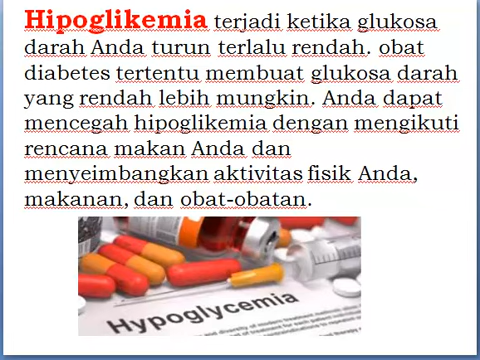 Hipoglikemia terjadi ketika glukosa
darah Anda turun terlalu rendah. obat
diabetes tertentu membuat glukosa darah
yang rendah lebih mungkin. Anda dapat
mencegah hipoglikemia dengan mengikuti
rencana makan Anda dan
menyeimbangkan aktivitas fisik Anda,
makanan, dan obat-obatan.
Hypoglycemia